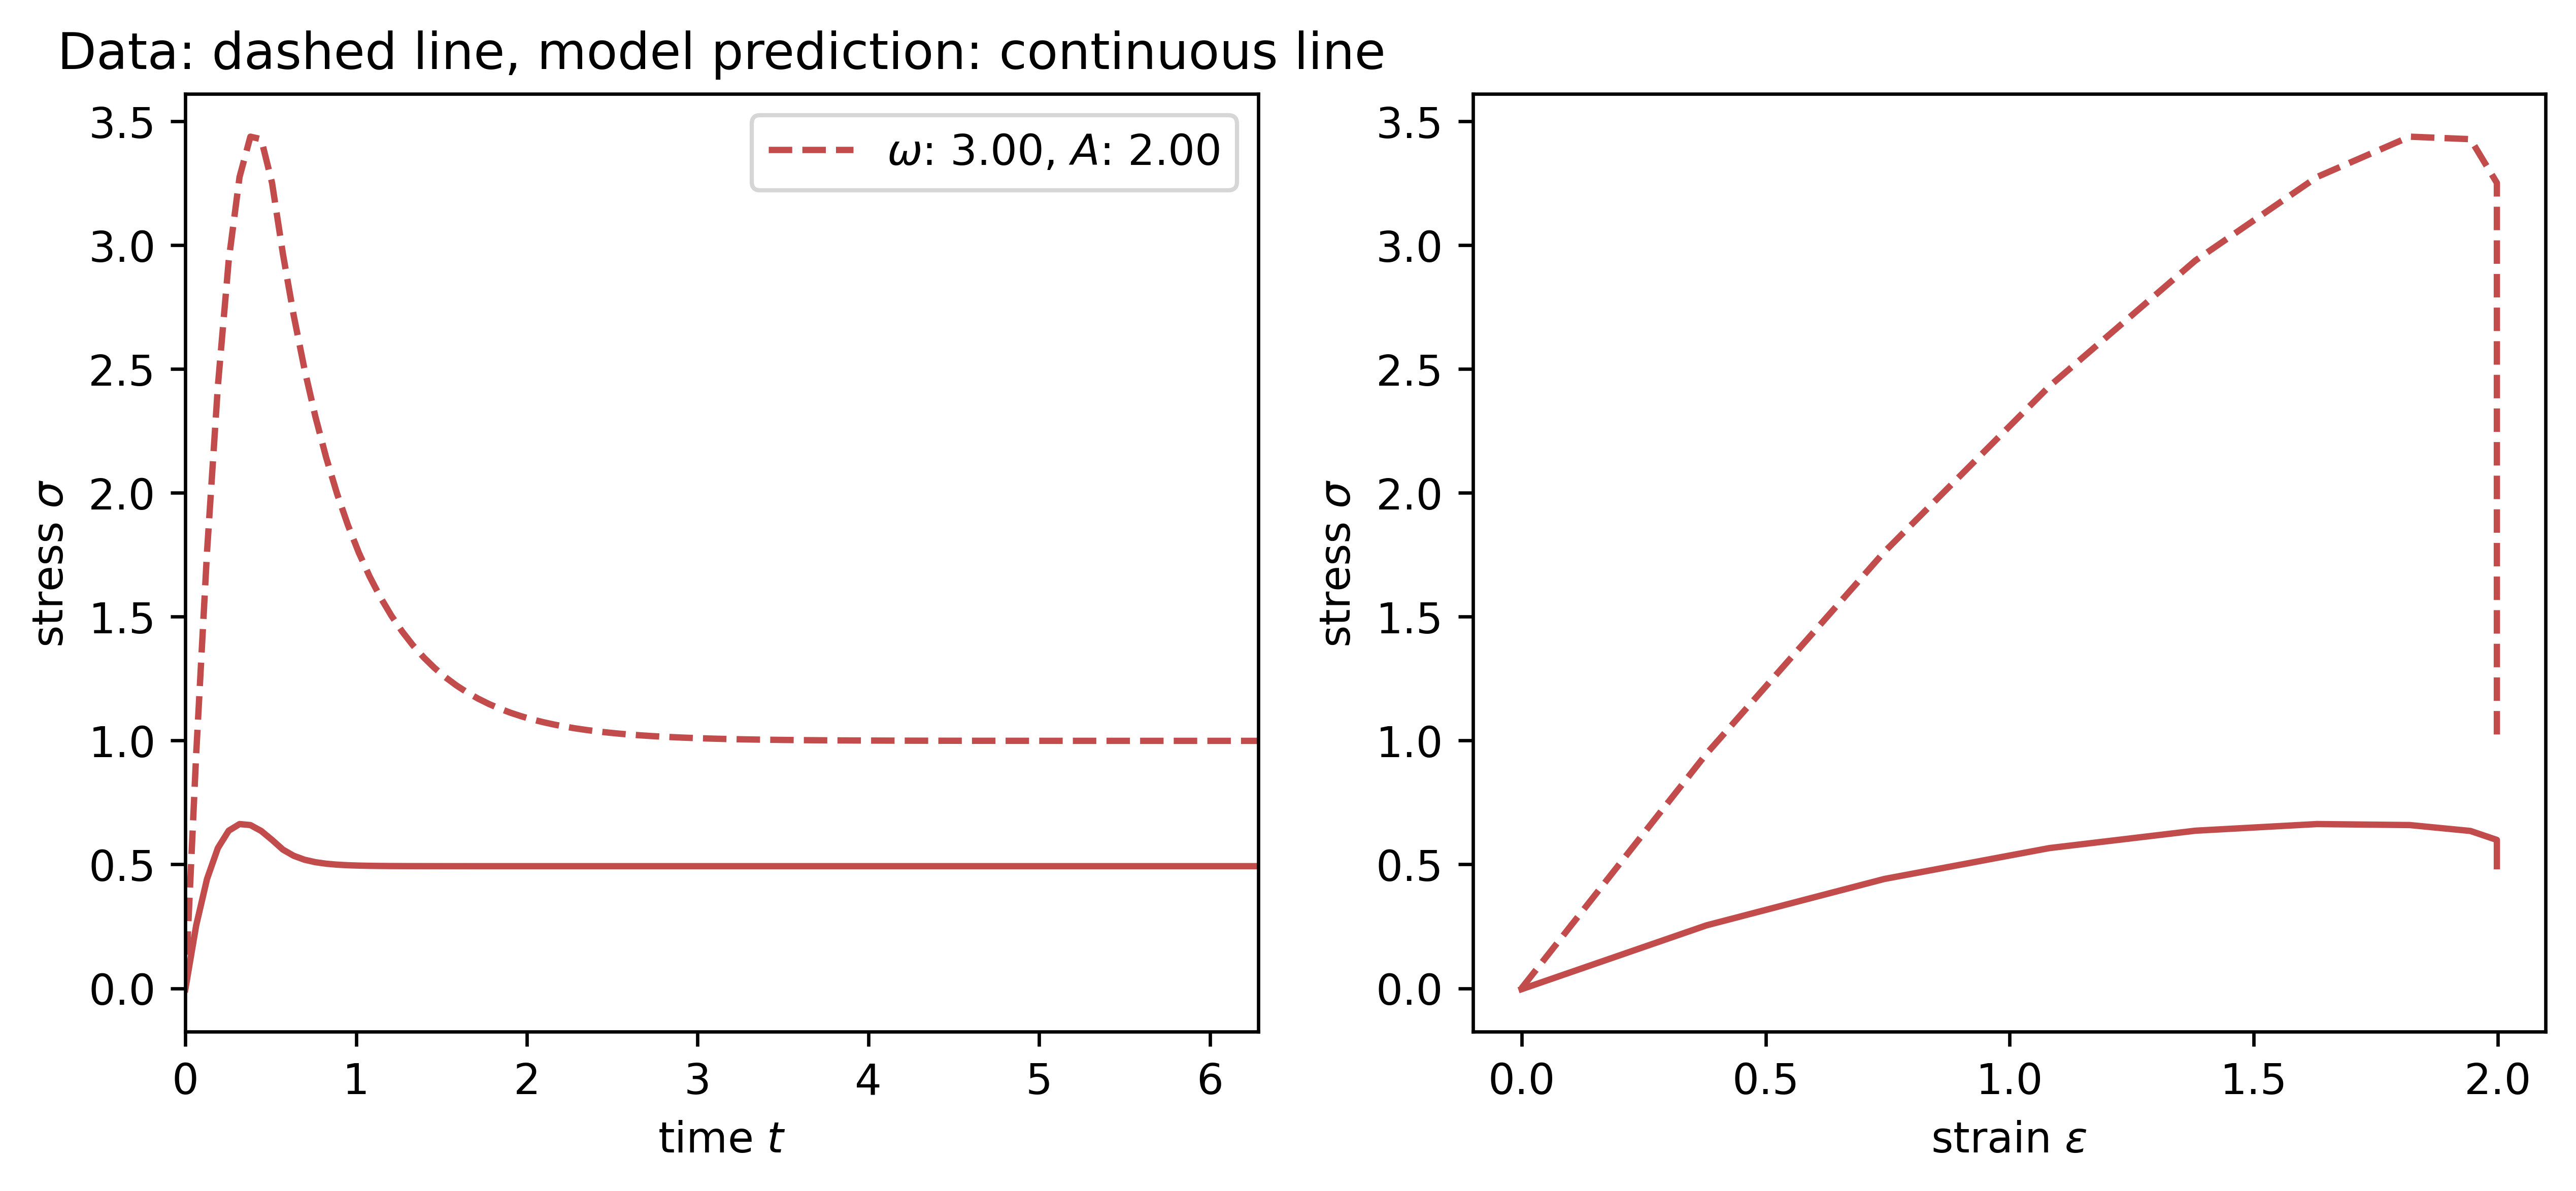 Data: dashed line, model prediction: continuous line
ω: 3.00, A: 2.00
stress σ
3.5
3.0
2.5
2.0
1.5
1.0
0.5
0.0
0 1 2 3 4 5 6
time t
stress σ
3.5
3.0
2.5
2.0
1.5
1.0
0.5
0.0
0.0 0.5 1.0 1.5 2.0
strain ε